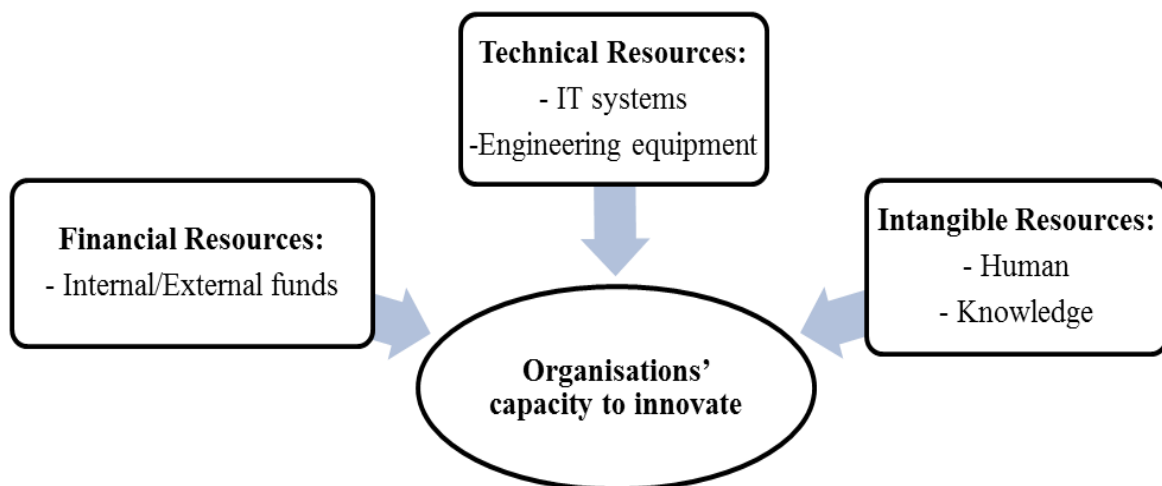 Technical Resources:
- IT systems
-Engineering equipment
Financial Resources:
- Internal/External funds
Intangible Resources:
- Human
- Knowledge
Organisations’
capacity to innovate